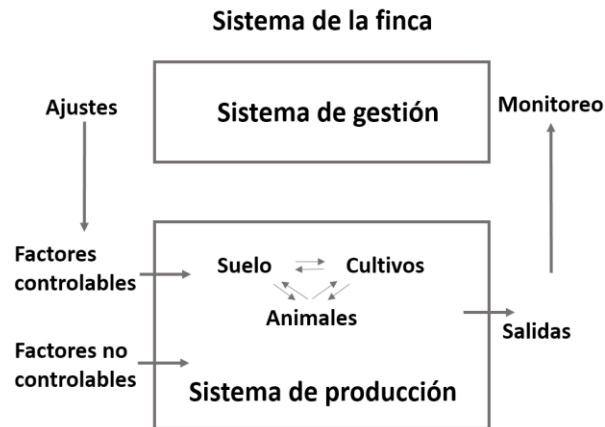 Sistema de la finca
Ajustes
Sistema de gestión
Monitoreo
Factores
controlables
Suelo
Cultivos
Animales
Salidas
Factores no
controlables
Sistema de producción